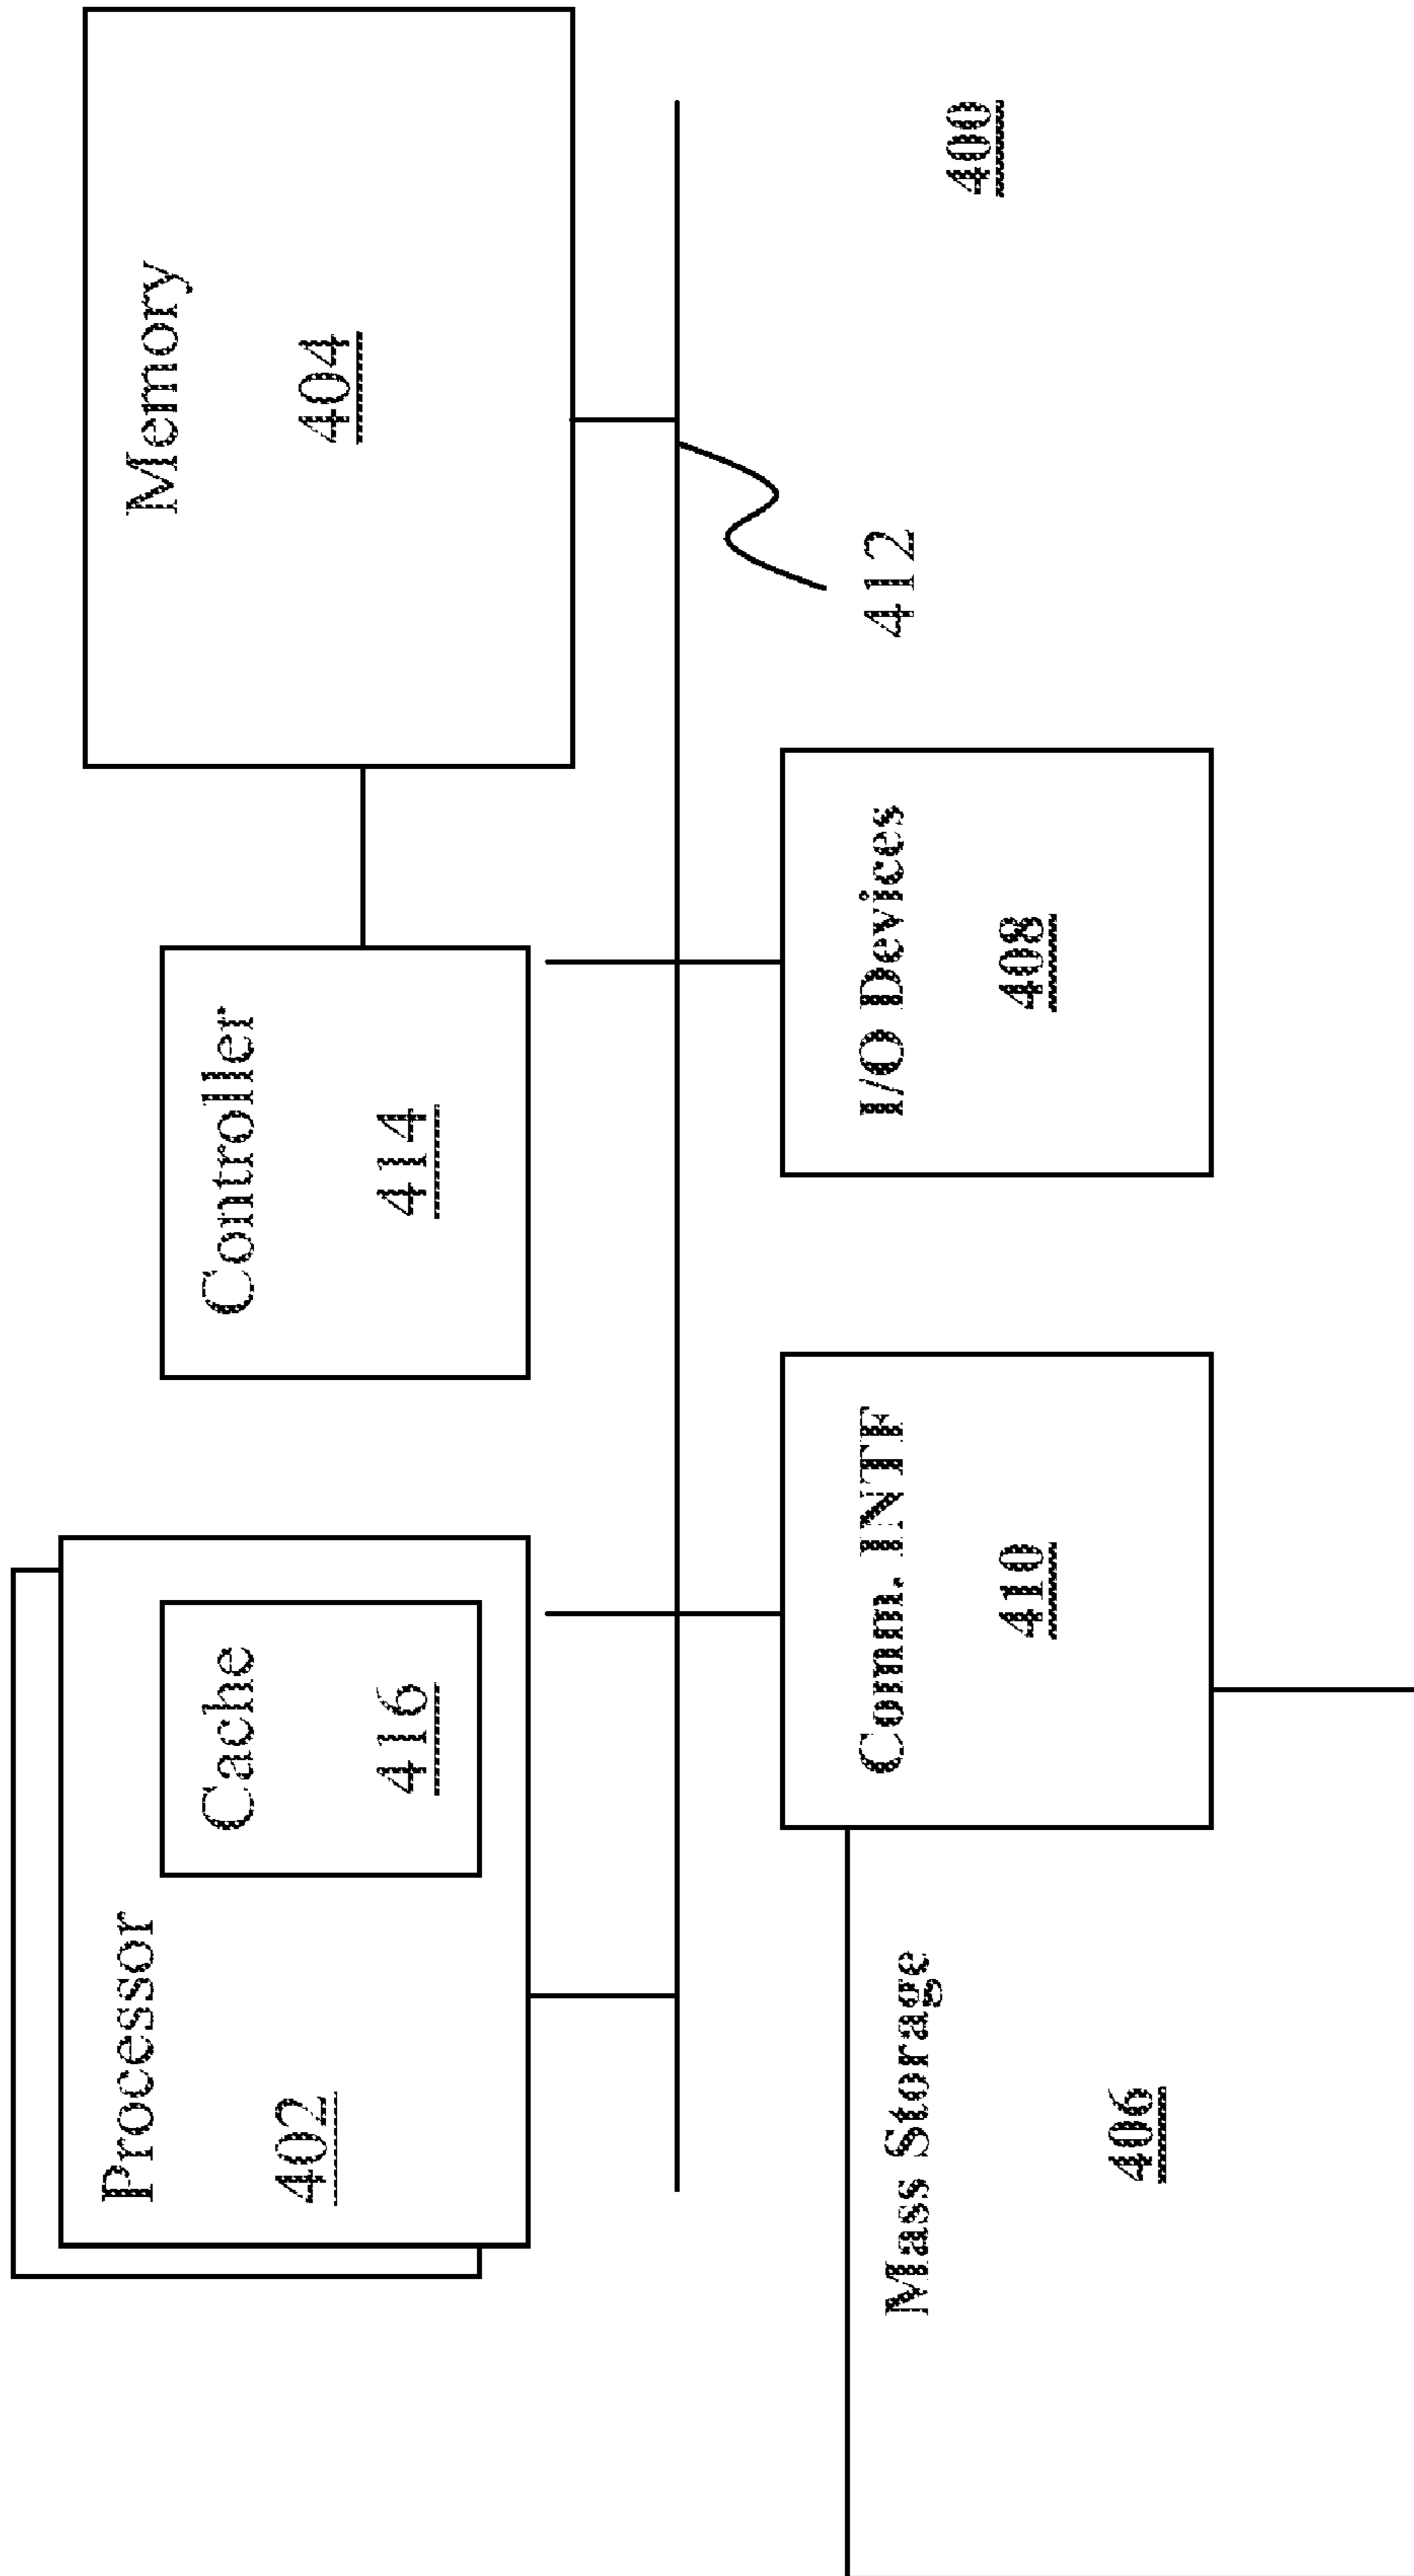 Processor
402
Cache
416
Controller
414
Memory
404
412
Mass Storage
406
Comm. INTF
410
I/O Devices
408
400